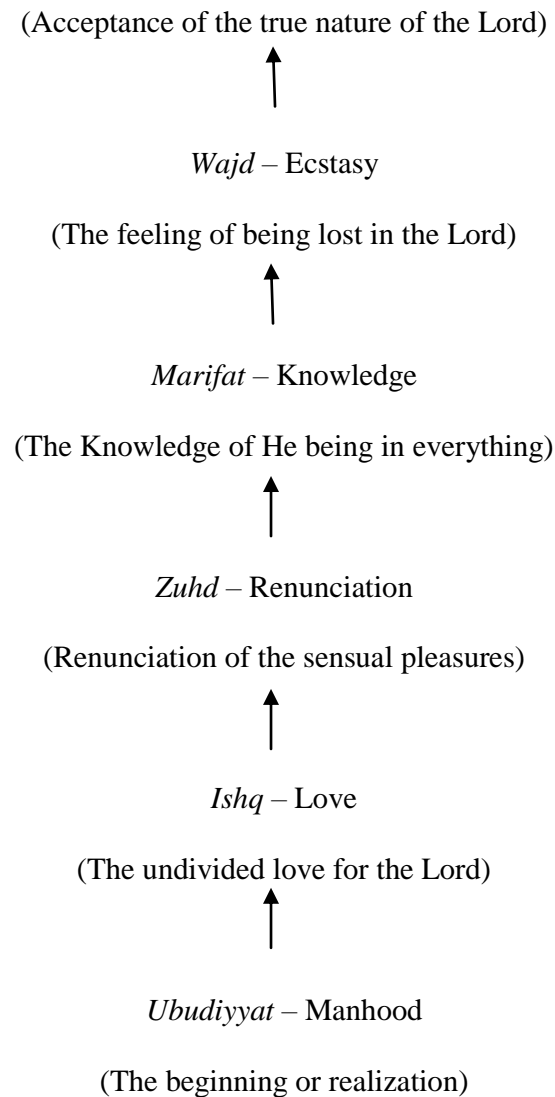 (Acceptance of the true nature of the Lord)
Wajd – Ecstasy
(The feeling of being lost in the Lord)
Marifat – Knowledge
(The Knowledge of He being in everything)
Zuhd – Renunciation
(Renunciation of the sensual pleasures)
Ishq – Love
(The undivided love for the Lord)
Ubudiyyat – Manhood
(The beginning or realization)